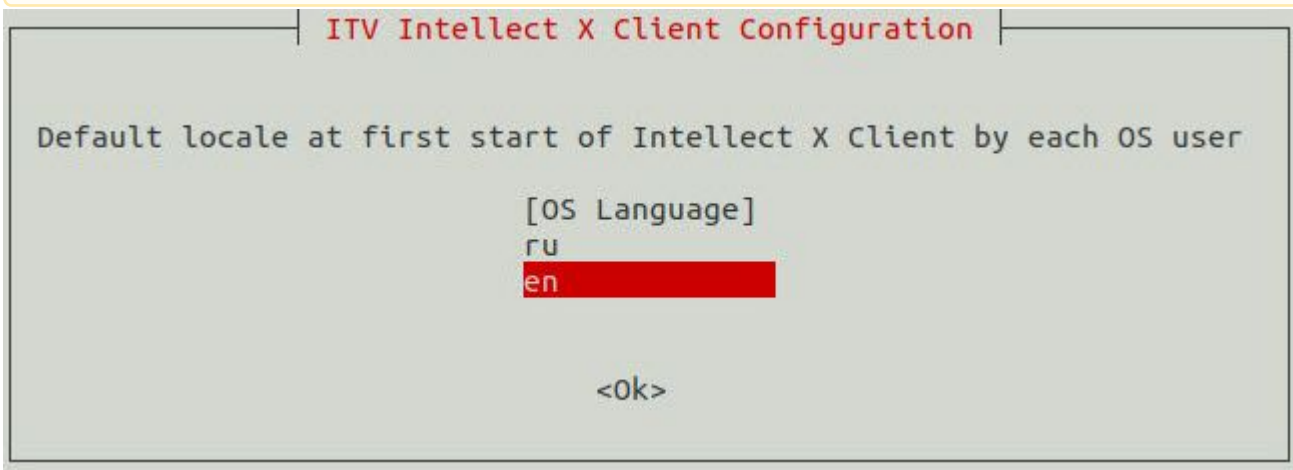 ITV Intellect X Client Configuration
Default locale at first start of Intellect X Client by each OS user
[OS Language]
ru
en
<Ok>